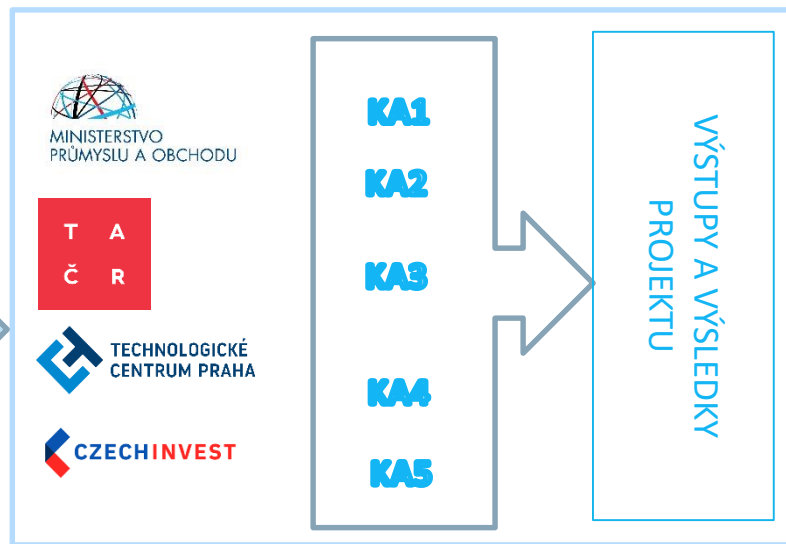 MINISTERSTVO
PRŮMYSLU A OBCHODU
T A
Č R
TECHNOLOGICKÉ
CENTRUM PRAHA
CZECHINVEST
KA1
KA2
KA3
KA4
KA5
VÝSTUPY A VÝSLEDKY
PROJEKTU